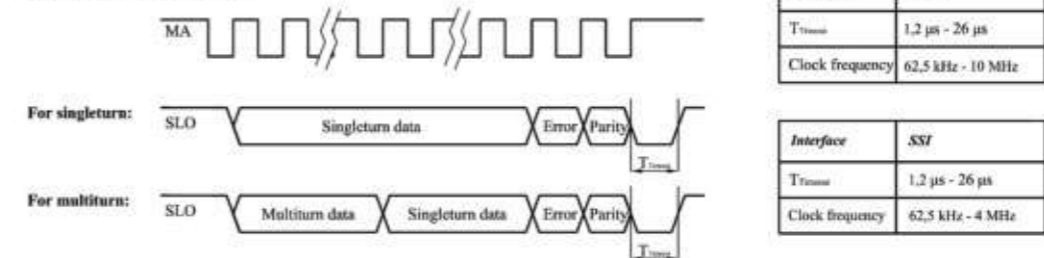 MA
For singleturn:
SLO
Singleturn data
Error
Parity
For multiturn:
SLO
Multiturn data
Singleturn data
Error
Parity
1,2 µs - 26 µs
Clock frequency 62,5 kHz - 10 MHz
Interface SSI
1,2 µs - 26 µs
Clock frequency 62,5 kHz - 4 MHz